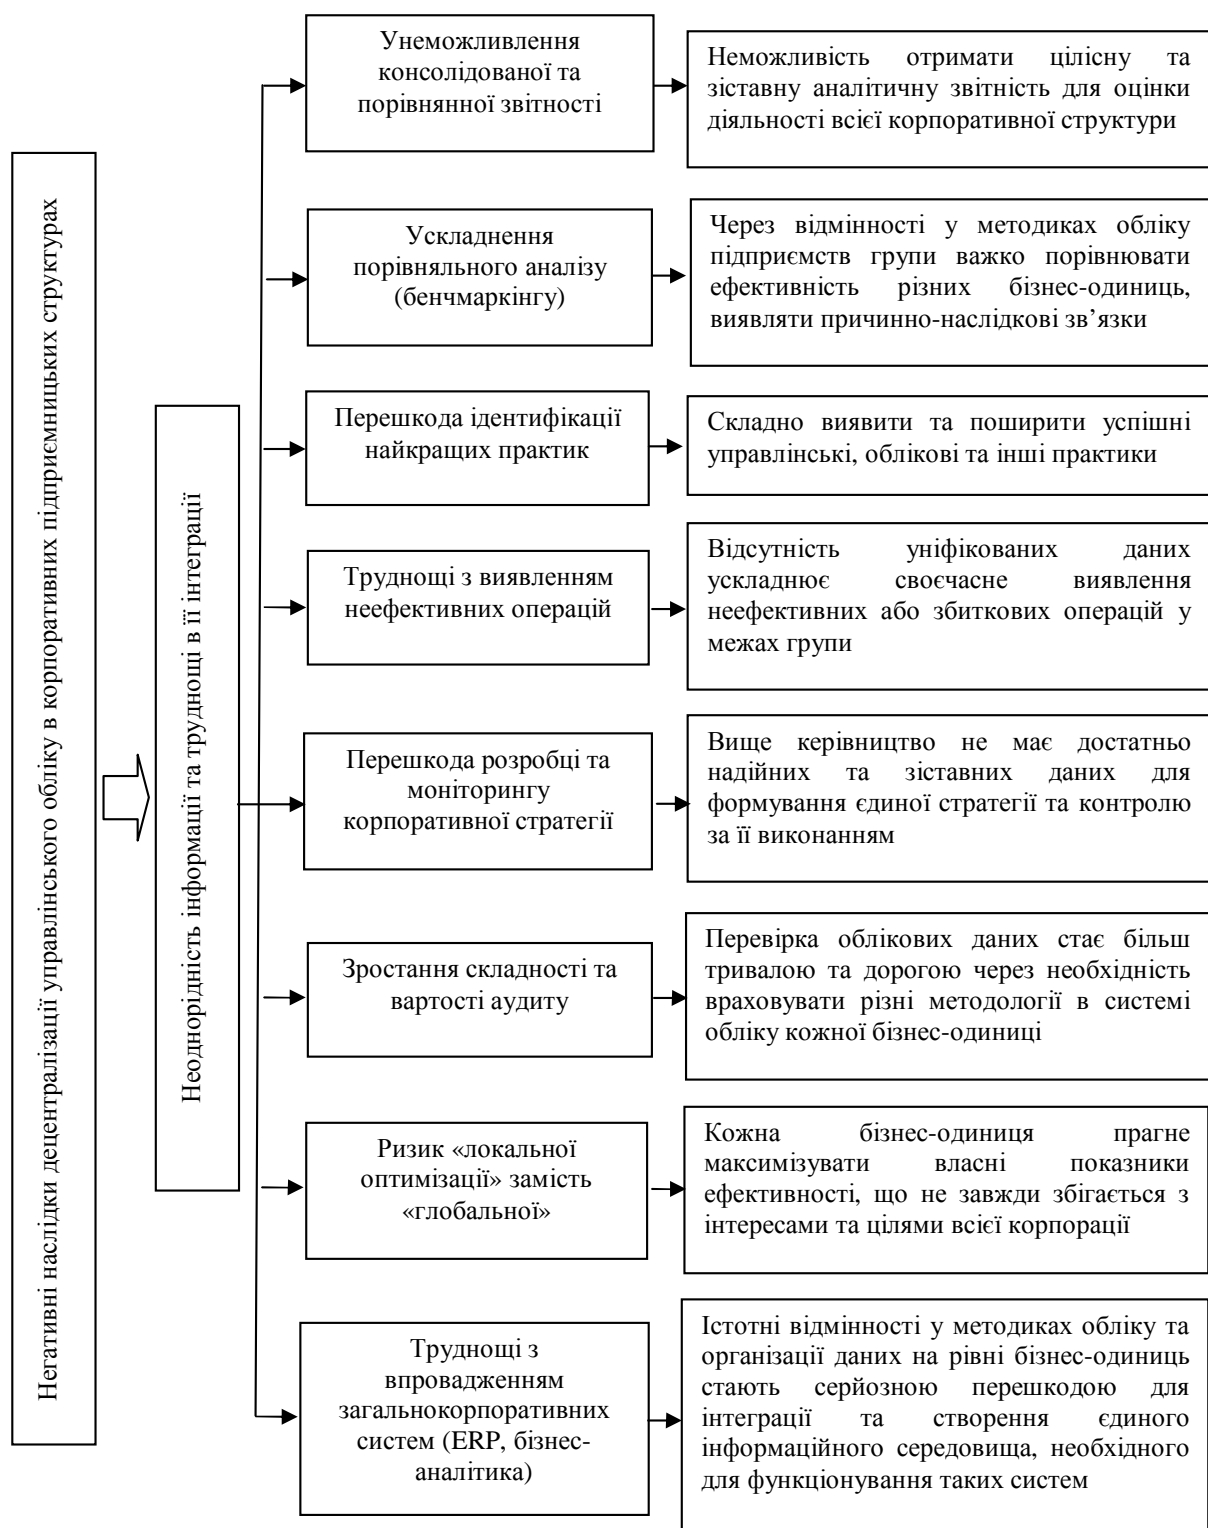 Негативні наслідки децентралізації управлінського обліку в корпоративних підприємницьких структурах
Неоднорідність інформації та труднощі в її інтеграції
Унеможливлення
консолідованої та
порівнянної звітності
Неможливість отримати цілісну та
зіставну аналітичну звітність для оцінки
діяльності всієї корпоративної структури
Ускладнення
порівняльного аналізу
(бенчмаркінгу)
Через відмінності у методиках обліку
підприємств групи важко порівнювати
ефективність різних бізнес-одиниць,
виявляти причинно-наслідкові зв’язки
Перешкода ідентифікації
найкращих практик
Складно виявити та поширити успішні
управлінські, облікові та інші практики
Труднощі з виявленням
неефективних операцій
Відсутність уніфікованих даних
ускладнює своєчасне виявлення
неефективних або збиткових операцій у
межах групи
Перешкода розробці та
моніторингу
корпоративної стратегії
Вище керівництво не має достатньо
надійних та зіставних даних для
формування єдиної стратегії та контролю
за її виконанням
Зростання складності та
вартості аудиту
Перевірка облікових даних стає більш
тривалою та дорогою через необхідність
враховувати різні методології в системі
обліку кожної бізнес-одиниці
Ризик «локальної
оптимізації» замість
«глобальної»
Кожна бізнес-одиниця прагне
максимізувати власні показники
ефективності, що не завжди збігається з
інтересами та цілями всієї корпорації
Труднощі з
впровадженням
загальнокорпоративних
систем (ERP, бізнес-
аналітика)
Істотні відмінності у методиках обліку та
організації даних на рівні бізнес-одиниць
стають серйозною перешкодою для
інтеграції та створення єдиного
інформаційного середовища, необхідного
для функціонування таких систем